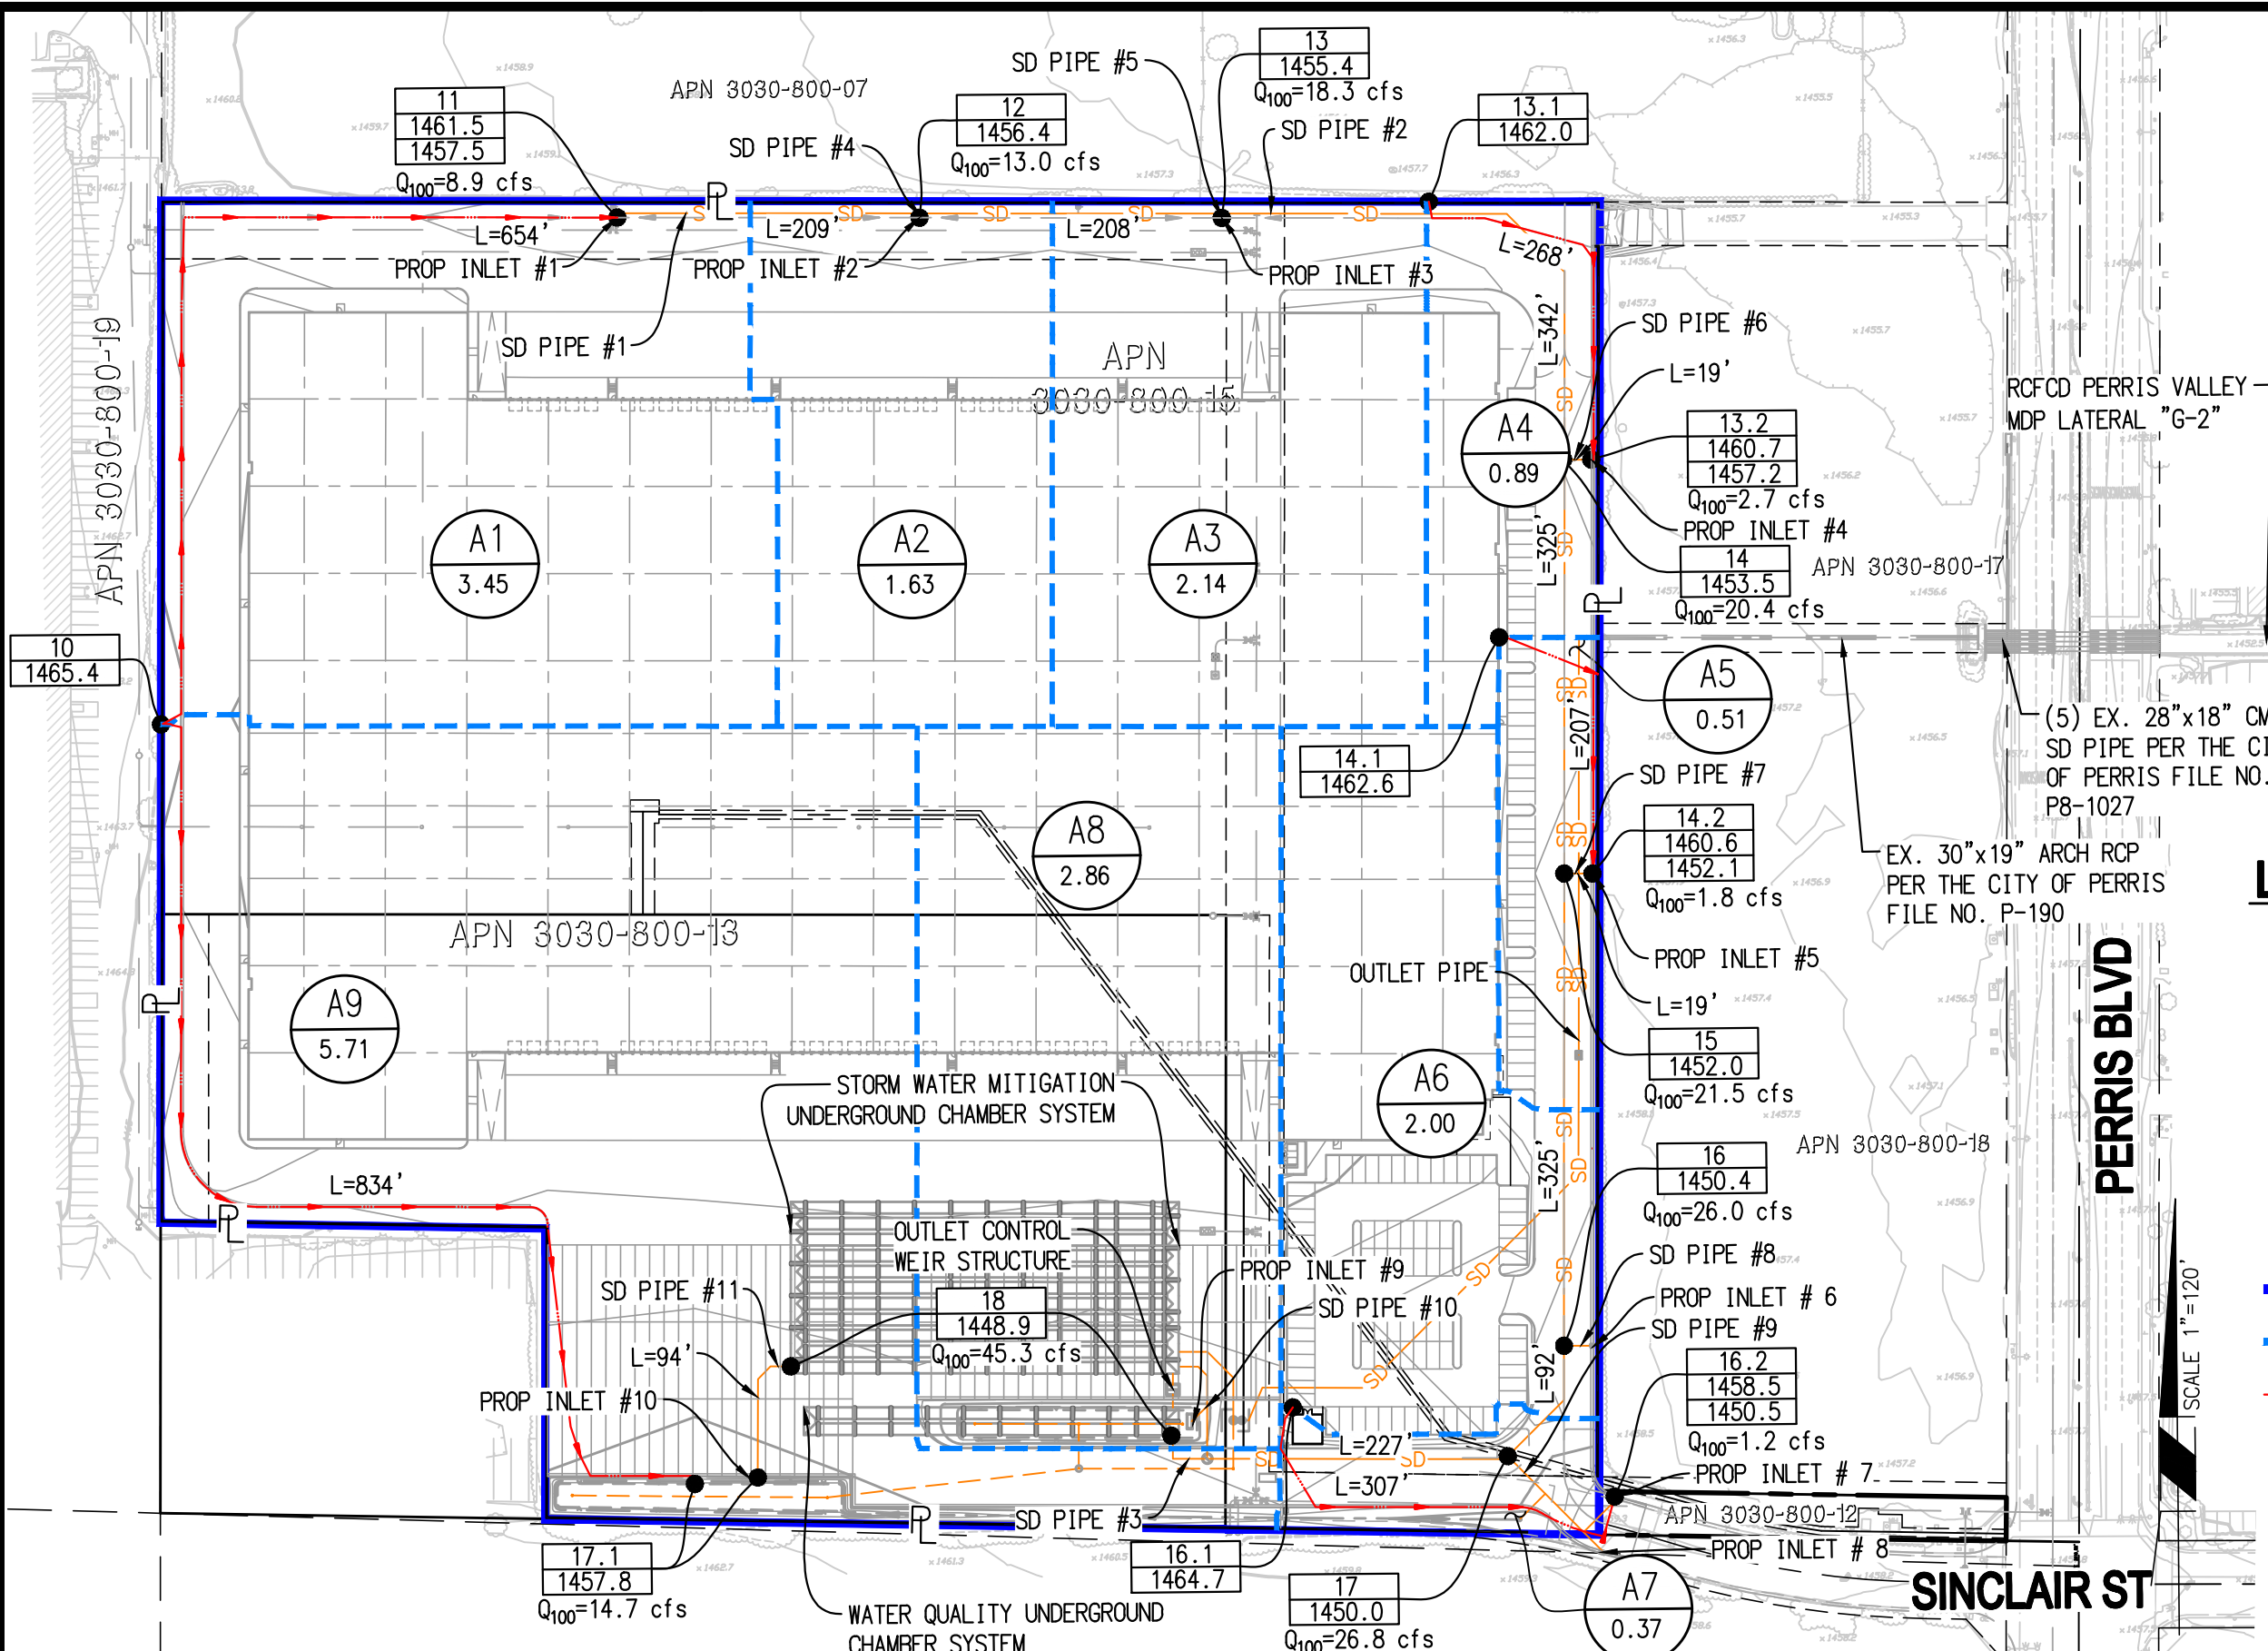 11
1461.5
1457.5
Q100=8.9 cfs
APN 3030-800-07
SD PIPE #4
12
1456.4
Q100=13.0 cfs
SD PIPE #5
13
1455.4
Q100=18.3 cfs
SD PIPE #2
13.1
1462.0
PL
SD
SD
SD
SD
L=654'
L=209'
L=208'
L=268'
PROP INLET #1
PROP INLET #2
PROP INLET #3
SD PIPE #1
APN
3030-800-15
APN 3030-800-19
L=342'
SD PIPE #6
L=19'
RCFCD PERRIS VALLEY
MDP LATERAL "G-2"
13.2
1460.7
1457.2
Q100=2.7 cfs
PROP INLET #4
A4
0.89
14
1453.5
Q100=20.4 cfs
APN 3030-800-17
A1
3.45
A2
1.63
A3
2.14
L=325'
PL
10
1465.4
A5
0.51
(5) EX. 28"x18" CM
SD PIPE PER THE CI
OF PERRIS FILE NO.
P8-1027
L=207'
14.1
1462.6
SD PIPE #7
14.2
1460.6
1452.1
Q100=1.8 cfs
EX. 30"x19" ARCH RCP
PER THE CITY OF PERRIS
FILE NO. P-190
A8
2.86
APN 3030-800-13
PROP INLET #5
OUTLET PIPE
L=19'
PL
A9
5.71
15
1452.0
Q100=21.5 cfs
PERRIS BLVD
STORM WATER MITIGATION
UNDERGROUND CHAMBER SYSTEM
A6
2.00
APN 3030-800-18
16
1450.4
Q100=26.0 cfs
L=325'
L=834'
PL
OUTLET CONTROL
WEIR STRUCTURE
PROP INLET #9
SD PIPE #8
SD PIPE #11
18
1448.9
Q100=45.3 cfs
SD PIPE #10
PROP INLET # 6
SD PIPE #9
SCALE 1"=120'
L=94'
L=92'
16.2
1458.5
1450.5
Q100=1.2 cfs
PROP INLET #10
L=227'
L=307'
PROP INLET # 7
APN 3030-800-12
PL
SD PIPE #3
PROP INLET # 8
17.1
1457.8
Q100=14.7 cfs
16.1
1464.7
17
1450.0
Q100=26.8 cfs
A7
0.37
SINCLAIR ST
WATER QUALITY UNDERGROUND
CHAMBER SYSTEM